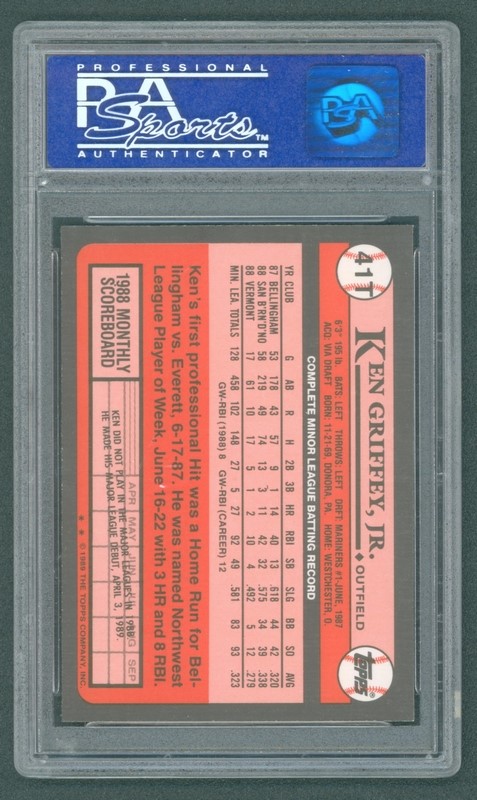 PROFESSIONAL
PSA
Sports™
AUTHENTICATOR
PSA
41T
KEN GRIFFEY, JR.
♦ OUTFIELD
topps®
6'3" 195 lb. BATS: LEFT THROWS: LEFT DRFT: MARINERS #1-JUNE, 1987
ACQ: VIA DRAFT BORN: 11-21-69, DONORA, PA HOME: WESTCHESTER, O.
COMPLETE MINOR LEAGUE BATTING RECORD
YR CLUB G AB R H 2B 3B HR RBI SB SLG BB SO AVG
87 BELLINGHAM 53 178 43 57 9 1 14 40 13 .618 44 42 .320
88 SAN B'RN'D'NO 58 219 49 74 13 3 11 42 32 .575 34 39 .338
88 VERMONT 17 61 10 17 5 1 2 10 4 .492 5 12 .279
MIN. LEA. TOTALS 128 458 102 148 27 5 27 92 49 .581 83 93 .323
GW-RBI (1988) 8 GW-RBI (CAREER) 12
Ken's first professional Hit was a Home Run for Bel-
lingham vs. Everett, 6-17-87. He was named Northwest
League Player of Week, June 16-22 with 3 HR and 8 RBI.
1988 MONTHLY
SCOREBOARD
APR MAY JUN JUL AUG SEP
KEN DID NOT PLAY IN THE MAJOR LEAGUES IN 1988.
HE MADE HIS MAJOR LEAGUE DEBUT, APRIL 3, 1989.
* * © 1989 THE TOPPS COMPANY, INC.